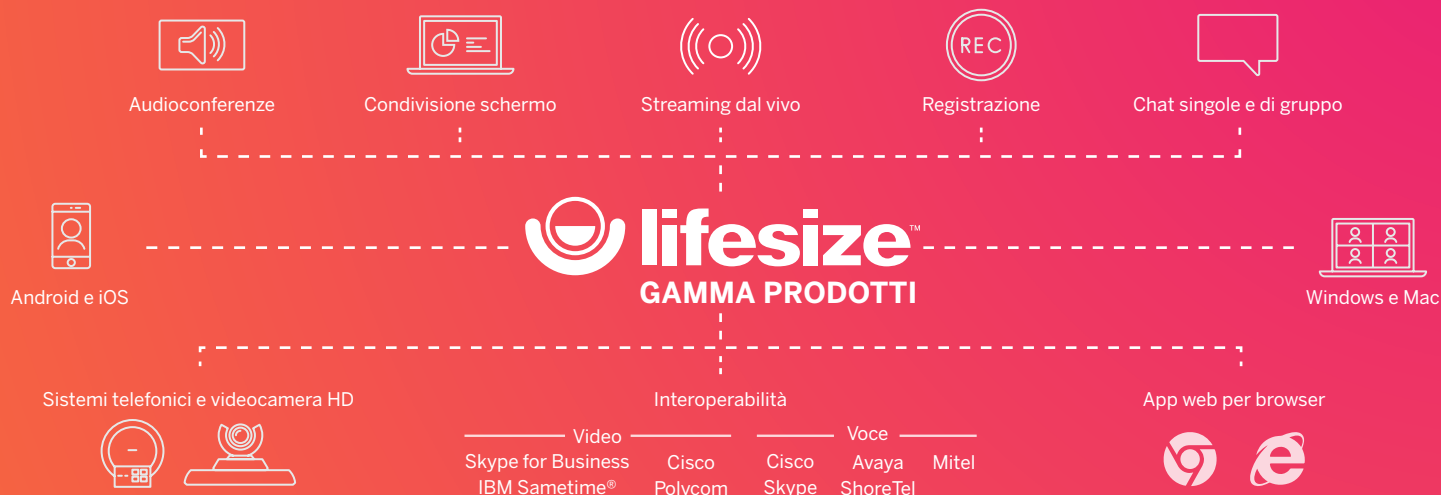 REC
Audioconferenze
Condivisione schermo
Streaming dal vivo
Registrazione
Chat singole e di gruppo
lifesize™
GAMMA PRODOTTI
Android e iOS
Windows e Mac
Sistemi telefonici e videocamera HD
Interoperabilità
App web per browser
Video
Voce
Skype for Business Cisco Cisco Avaya Mitel
IBM Sametime® Polycom Skype ShoreTel